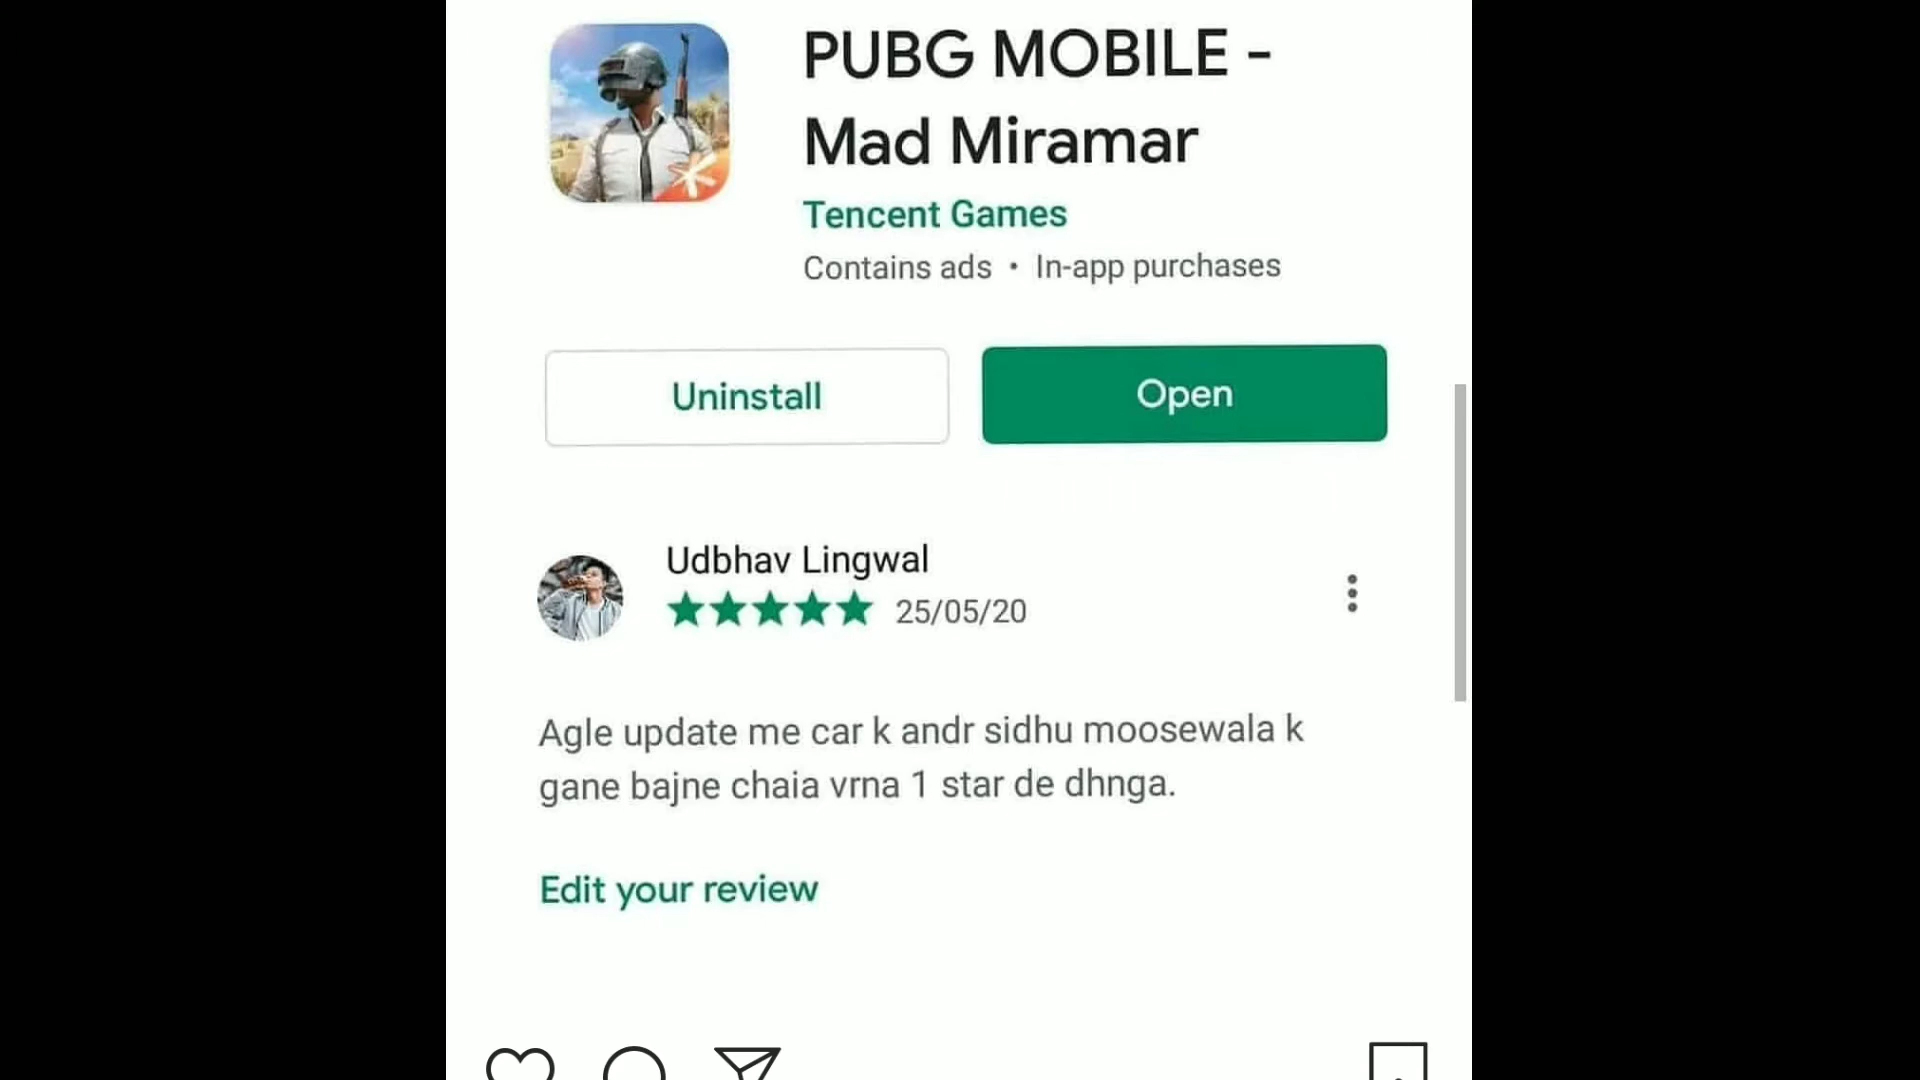 PUBG MOBILE -
Mad Miramar
Tencent Games
Contains ads • In-app purchases
Uninstall
Open
Udbhav Lingwal
25/05/20
Agle update me car k andr sidhu moosewala k
gane bajne chaia vrna 1 star de dhnga.
Edit your review